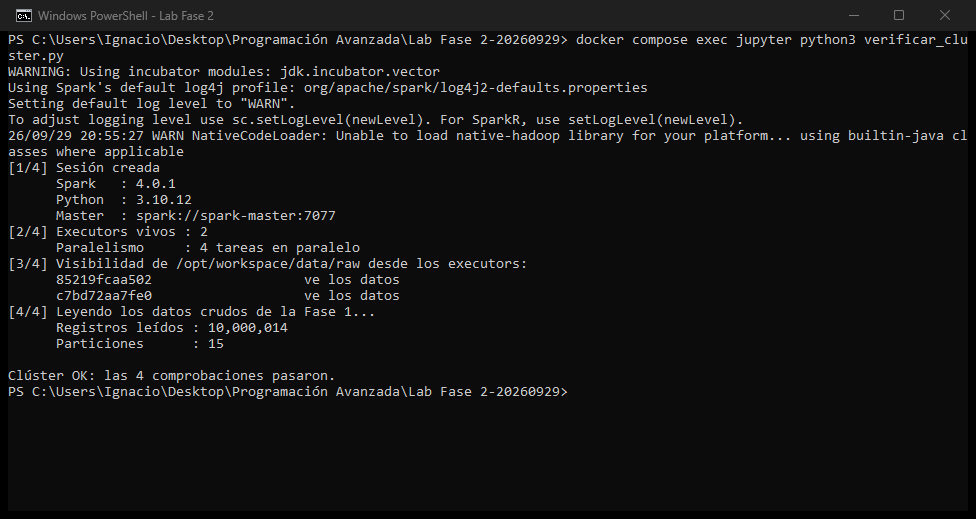 Windows PowerShell - Lab Fase 2
PS C:\Users\Ignacio\Desktop\Programación Avanzada\Lab Fase 2-20260929> docker compose exec jupyter python3 verificar_clu
ster.py
WARNING: Using incubator modules: jdk.incubator.vector
Using Spark's default log4j profile: org/apache/spark/log4j2-defaults.properties
Setting default log level to "WARN".
To adjust logging level use sc.setLogLevel(newLevel). For SparkR, use setLogLevel(newLevel).
26/09/29 20:55:27 WARN NativeCodeLoader: Unable to load native-hadoop library for your platform... using builtin-java cl
asses where applicable
[1/4] Sesión creada
      Spark   : 4.0.1
      Python  : 3.10.12
      Master  : spark://spark-master:7077
[2/4] Executors vivos : 2
      Paralelismo     : 4 tareas en paralelo
[3/4] Visibilidad de /opt/workspace/data/raw desde los executors:
      85219fcaa502                   ve los datos
      c7bd72aa7fe0                   ve los datos
[4/4] Leyendo los datos crudos de la Fase 1...
      Registros leídos : 10,000,014
      Particiones      : 15

Clúster OK: las 4 comprobaciones pasaron.
PS C:\Users\Ignacio\Desktop\Programación Avanzada\Lab Fase 2-20260929>